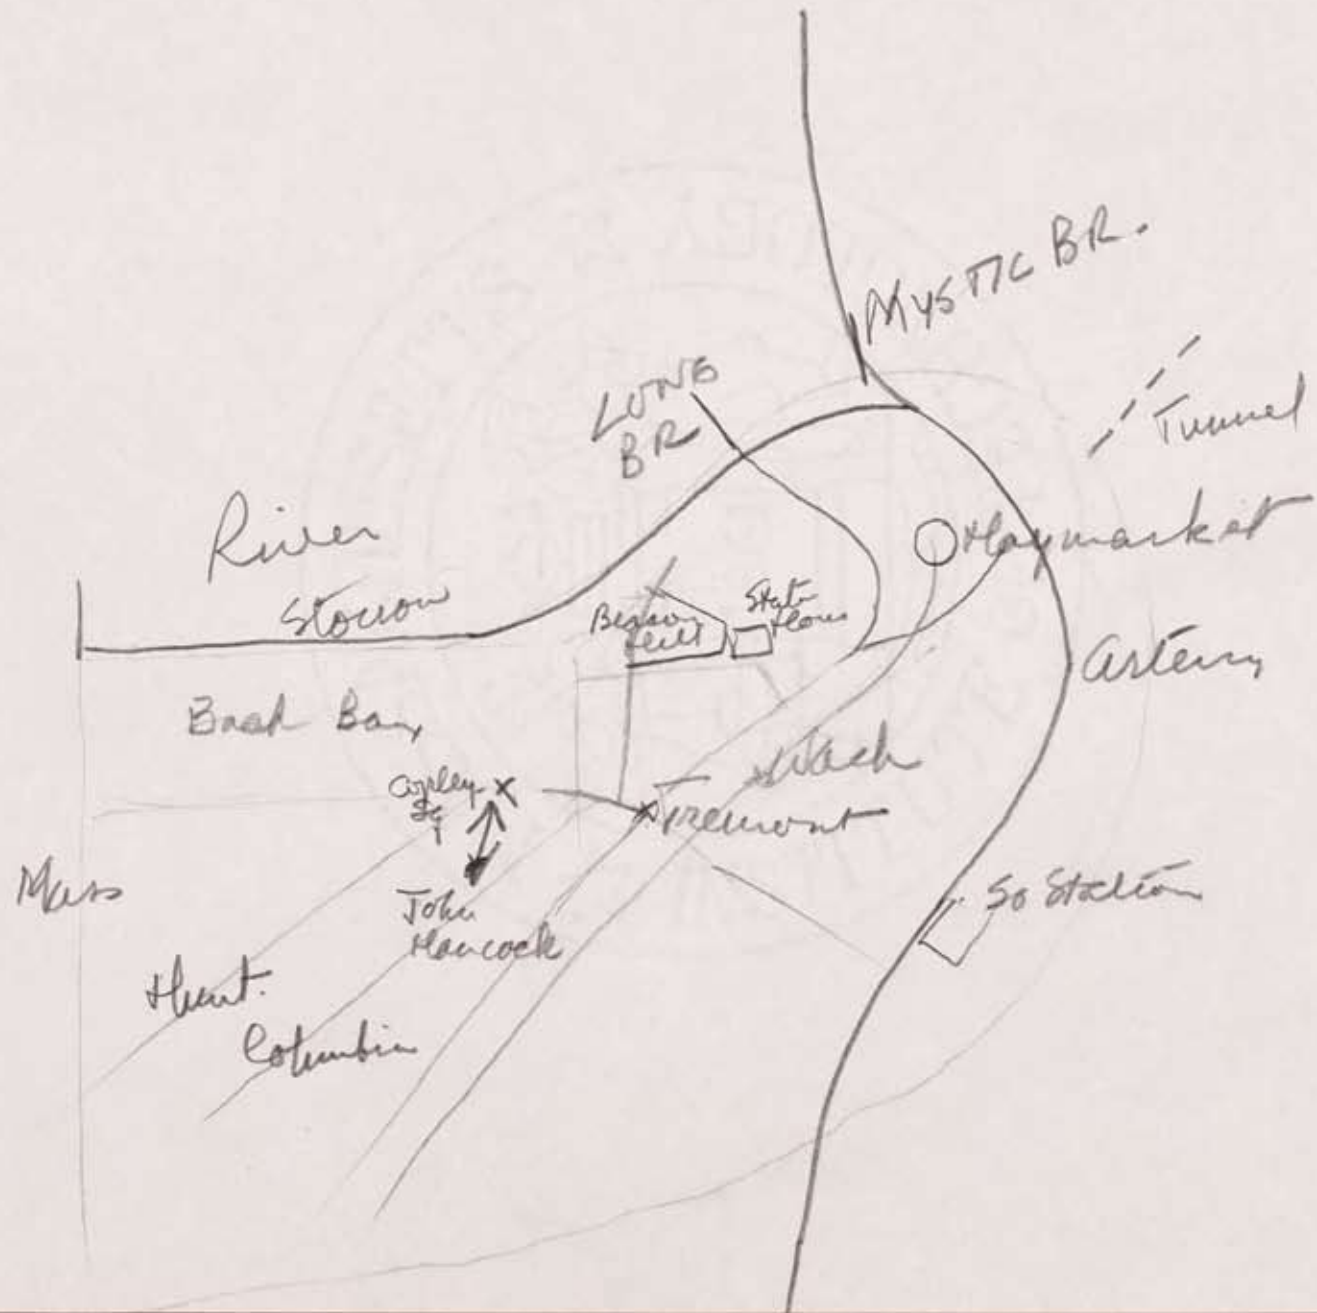 MYSTIC BR.
LONG
BR
Tunnel
River
Storrow
Haymarket
State
House
Beacon
Hill
Artery
Back Bay
Wash
Copley
Sq
Tremont
Mass
So Station
John
Hancock
Hunt.
Columbia